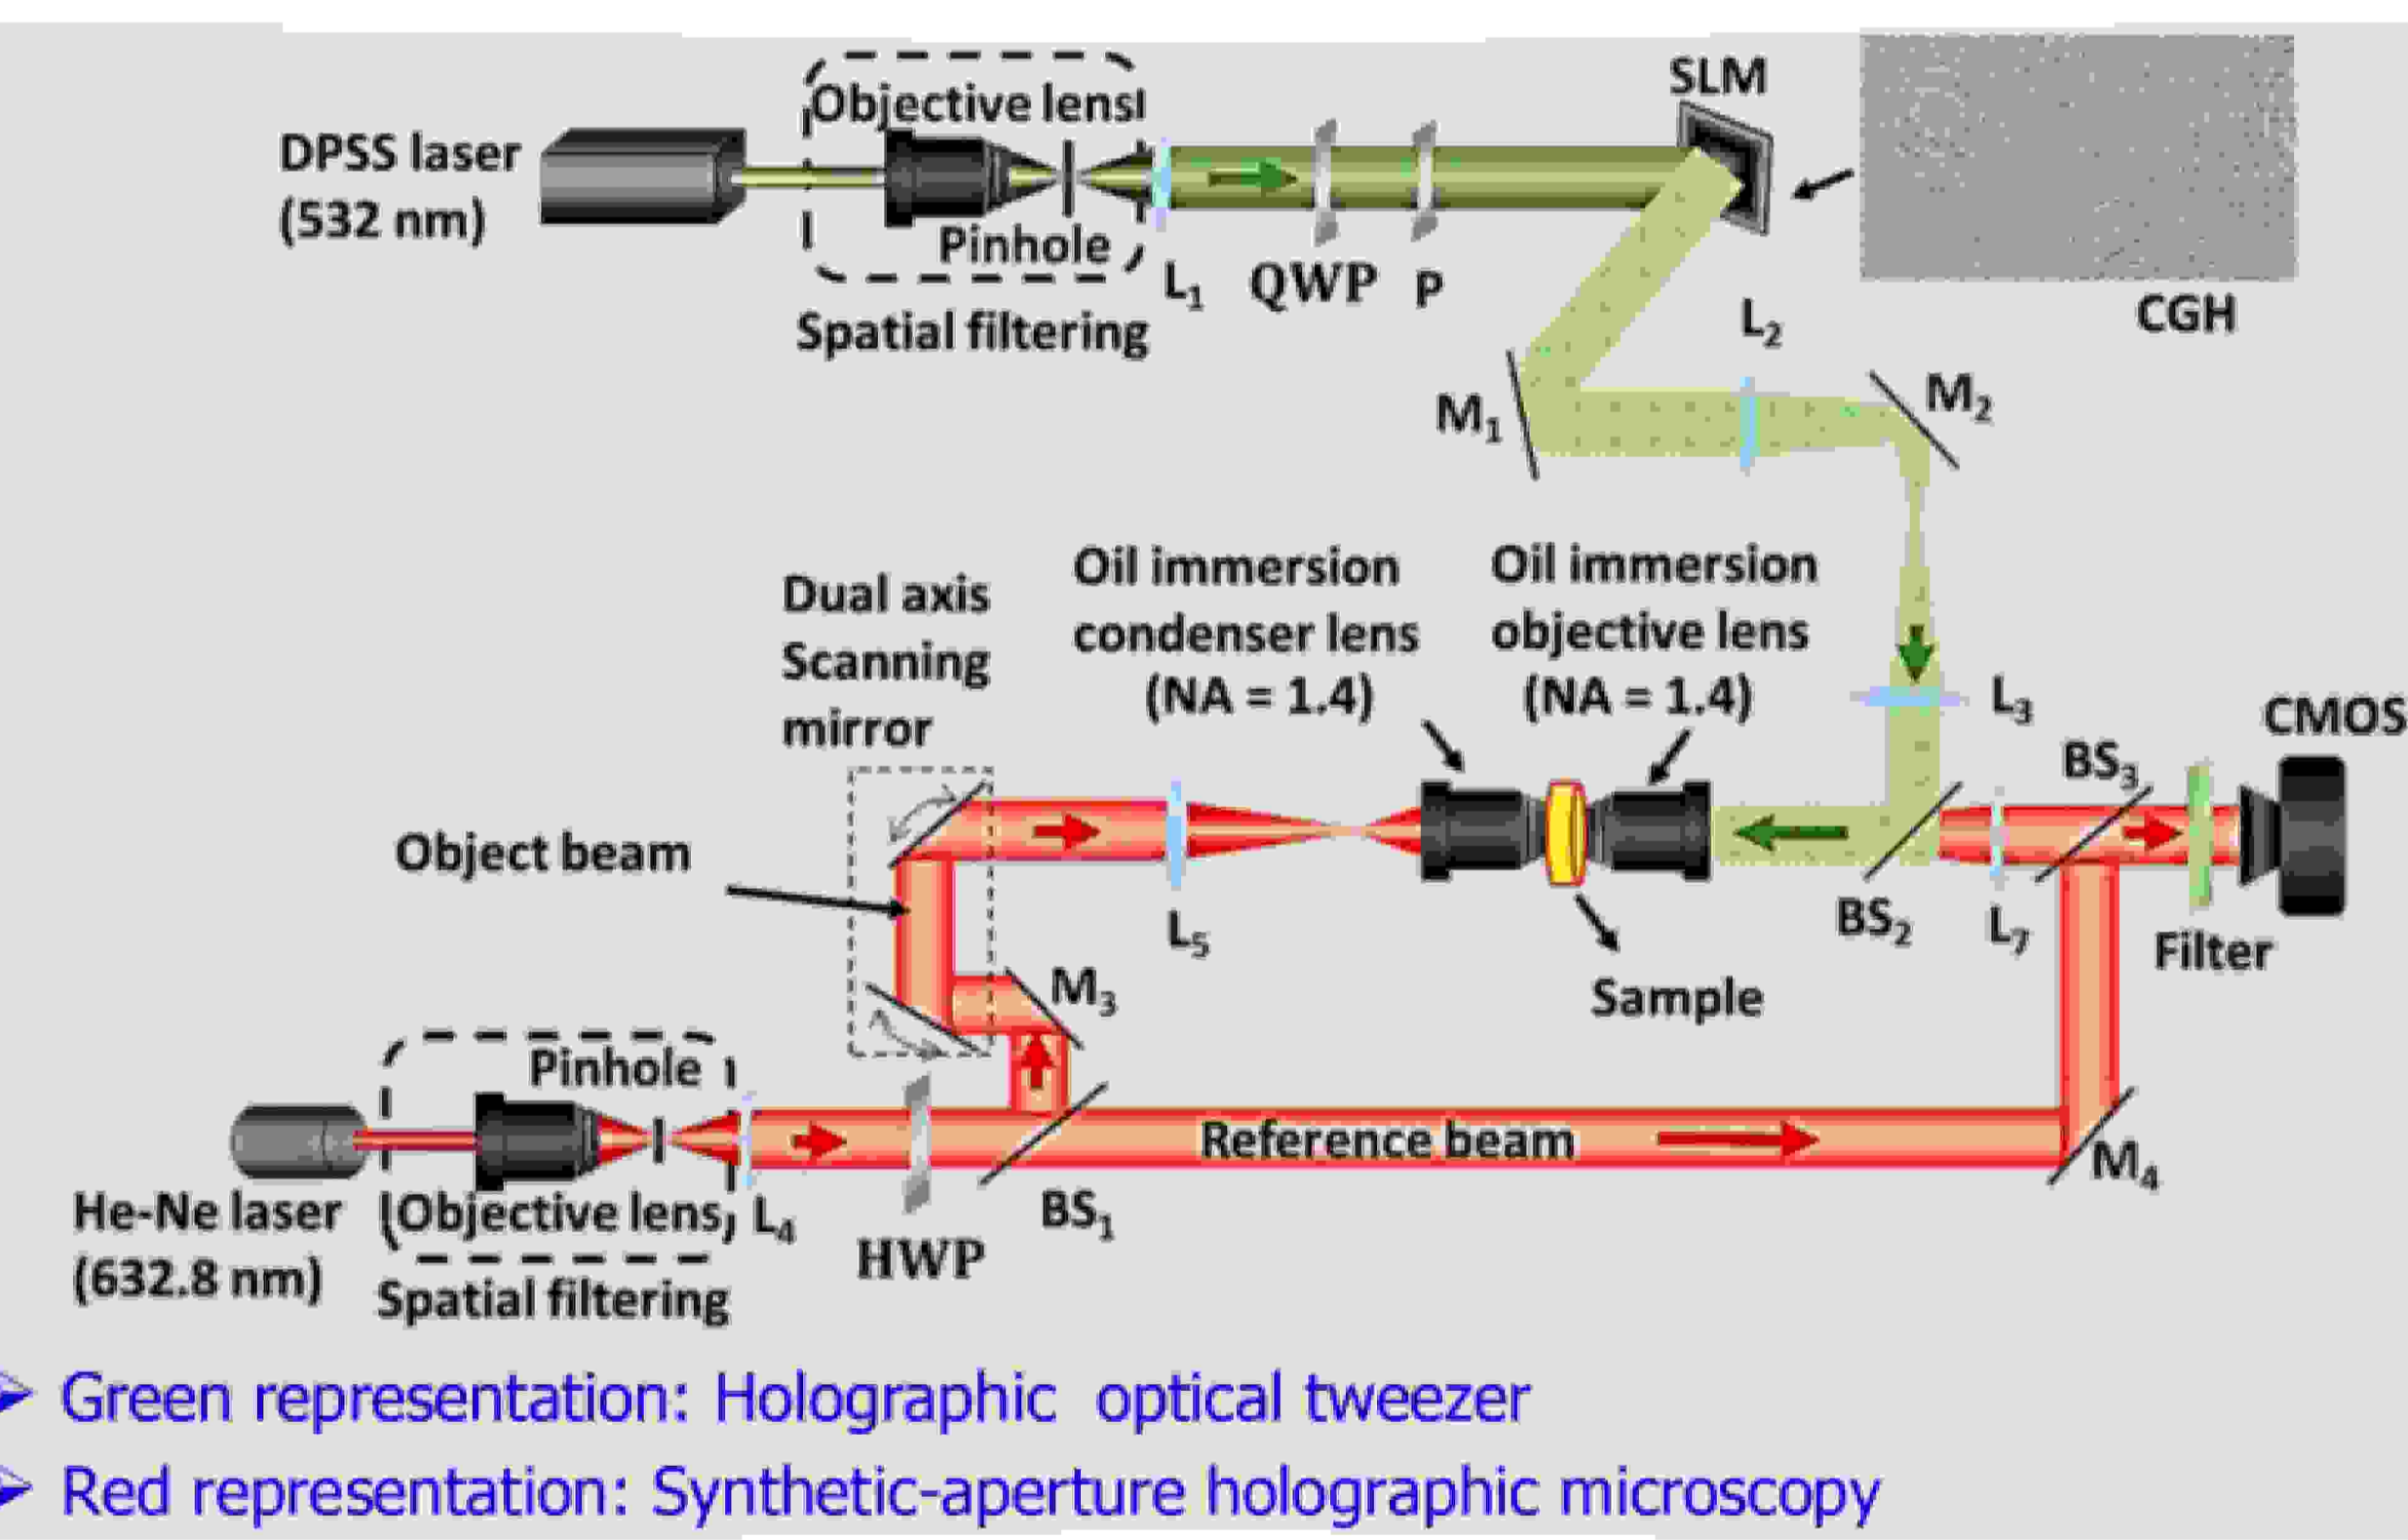 SLM
Objective lens
DPSS laser
(532 nm)
Pinhole
L1
QWP
P
Spatial filtering
L2
CGH
M1
M2
Dual axis
Scanning
mirror
Oil immersion
condenser lens
(NA = 1.4)
Oil immersion
objective lens
(NA = 1.4)
L3
CMOS
BS3
Object beam
L5
BS2
L7
Filter
M3
Sample
Pinhole
Reference beam
M4
He-Ne laser
(632.8 nm)
Objective lens
L4
BS1
HWP
Spatial filtering
Green representation: Holographic optical tweezer
Red representation: Synthetic-aperture holographic microscopy